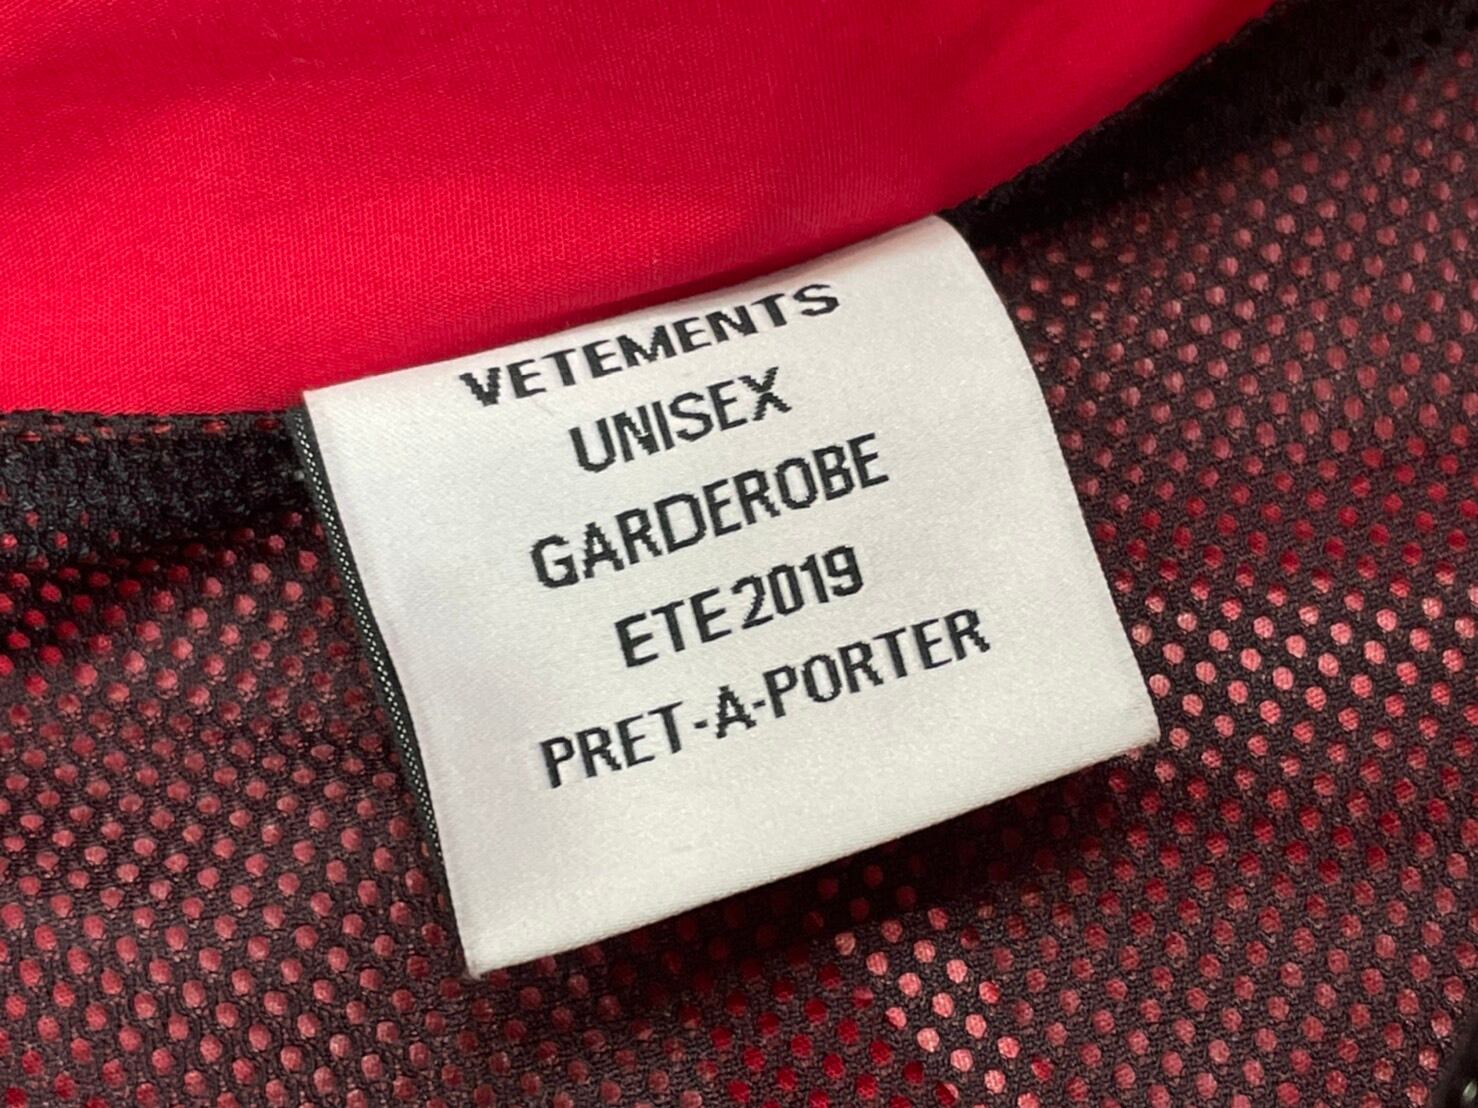 VETEMENTS
UNISEX
GARDEROBE
ETE 2019
PRET-A-PORTER